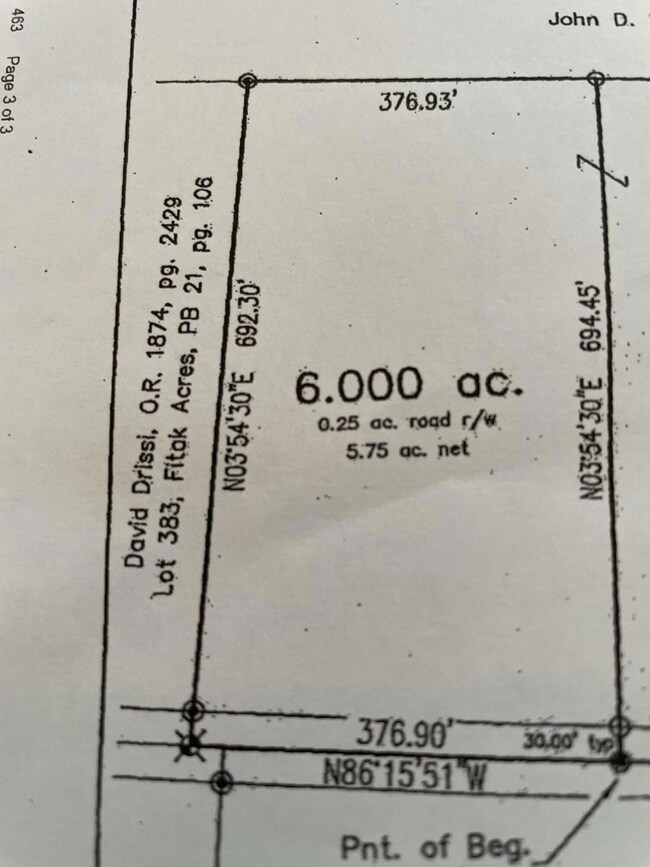 463 Page 3 of 3
John D.
376.93'
David Drissi, O.R. 1874, pg. 2429
Lot 383, Fitak Acres, PB 21, pg. 106
N03°54'30"E 692.30'
6.000 ac.
0.25 ac. road r/w
5.75 ac. net
N03°54'30"E 694.45'
376.90'
30.00' typ
N86°15'51"W
Pnt. of Beg.